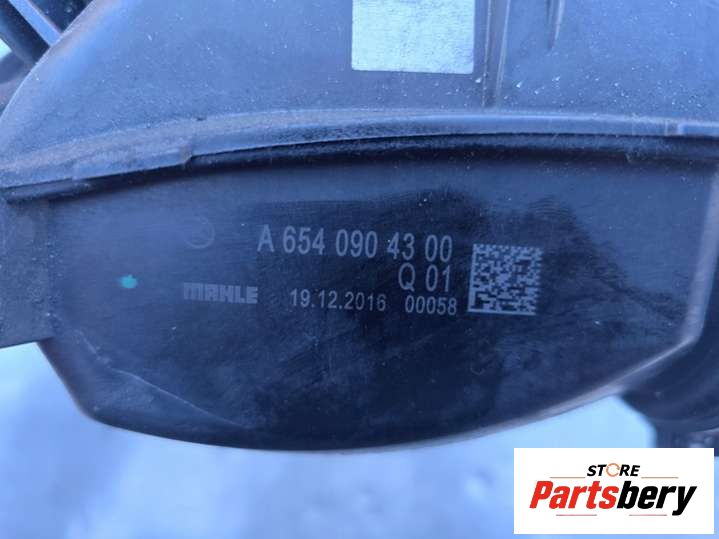 A 654 090 43 00
Q 01
MAHLE 19.12.2016 00058
STORE
Partsbery